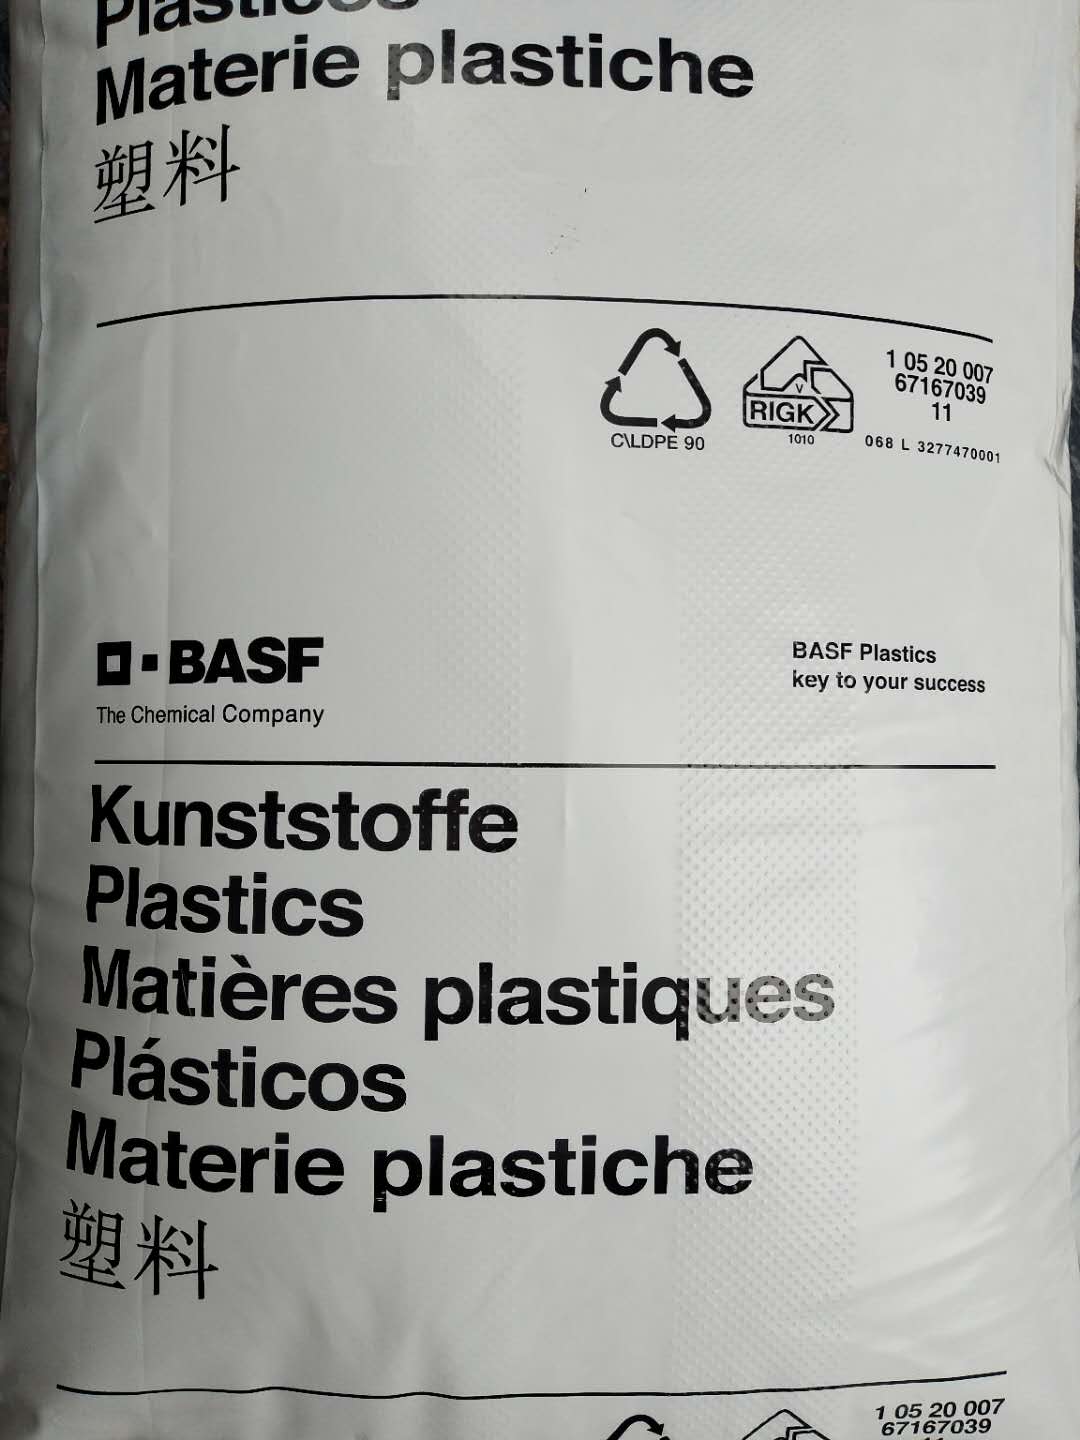 Plásticos
Materie plastiche
塑料
C\LDPE 90
RIGK
V
1010
1 05 20 007
67167039
11
068 L 3277470001
BASF
The Chemical Company
BASF Plastics
key to your success
Kunststoffe
Plastics
Matières plastiques
Plásticos
Materie plastiche
塑料
1 05 20 007
67167039